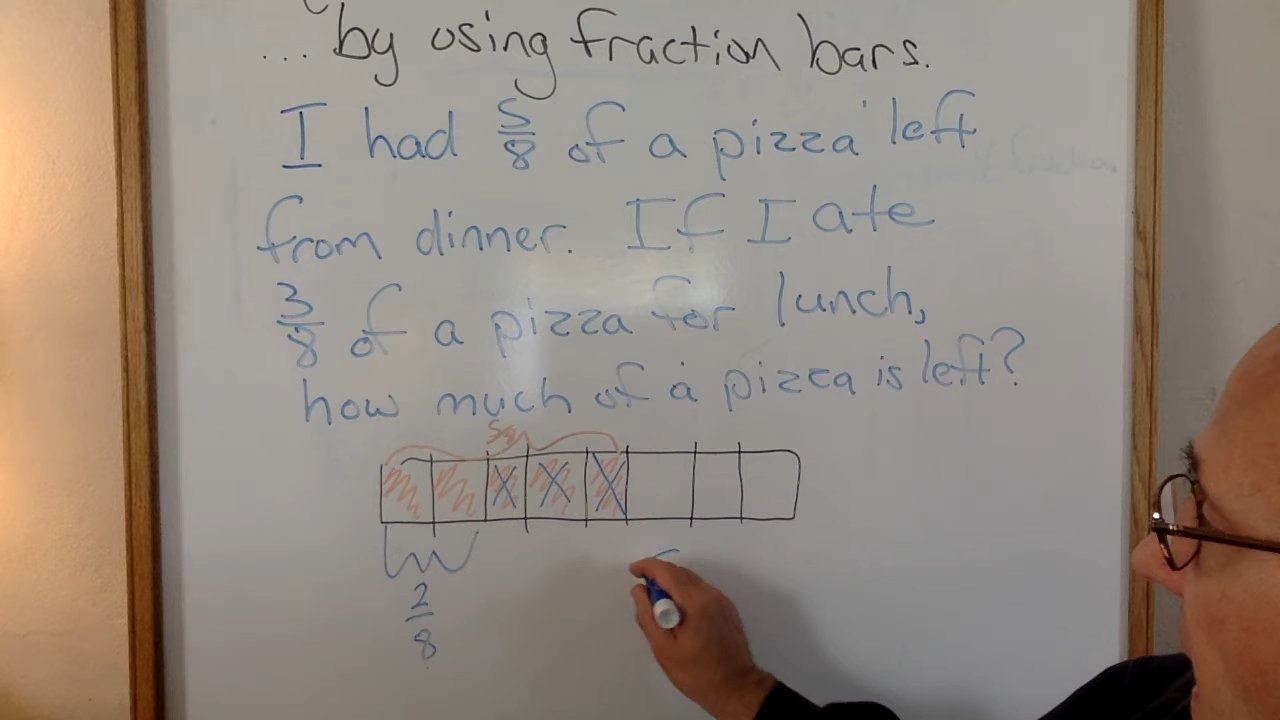 ...by using fraction bars.
I had 5/8 of a pizza left
from dinner. If I ate
3/8 of a pizza for lunch,
how much of a pizza is left?
5/8
2/8